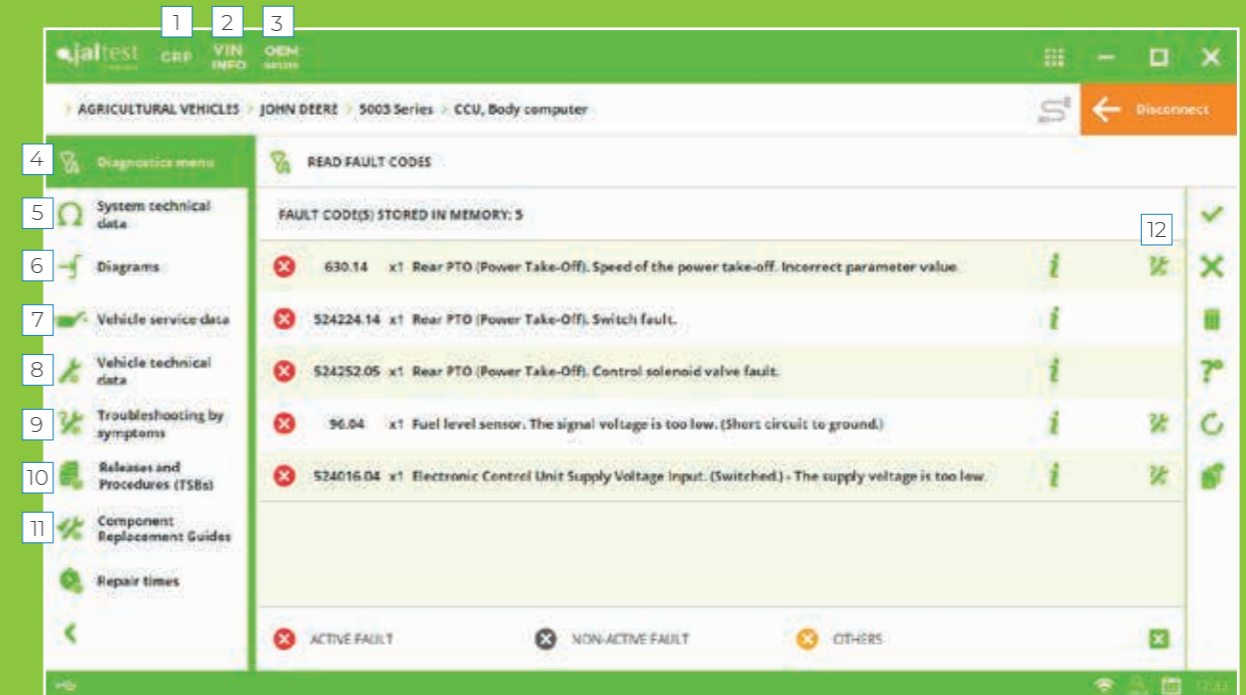 1 2 3
jaltest GRP VIN INFO OEM
AGRICULTURAL VEHICLES > JOHN DEERE > 5003 Series > CCU, Body computer
Disconnect
4 Diagnostics menu
READ FAULT CODES
5 System technical
data
FAULT CODE(S) STORED IN MEMORY: 5
12
6 Diagrams
630.14 x1 Rear PTO (Power Take-Off). Speed of the power take-off. Incorrect parameter value.
7 Vehicle service data
524224.14 x1 Rear PTO (Power Take-Off). Switch fault.
8 Vehicle technical
data
524252.05 x1 Rear PTO (Power Take-Off). Control solenoid valve fault.
9 Troubleshooting by
symptoms
96.04 x1 Fuel level sensor. The signal voltage is too low. (Short circuit to ground.)
10 Releases and
Procedures (TSBs)
524016.04 x1 Electronic Control Unit Supply Voltage Input. (Switched.) - The supply voltage is too low.
11 Component
Replacement Guides
Repair times
ACTIVE FAULT NON-ACTIVE FAULT OTHERS